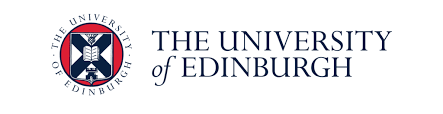 THE UNIVERSITY
OF EDINBURGH
THE UNIVERSITY
of EDINBURGH